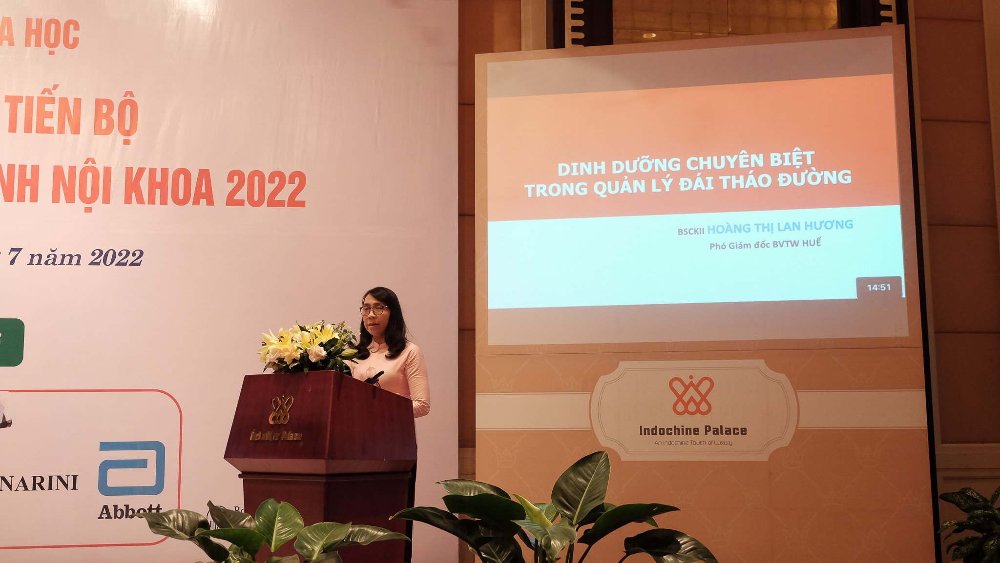 A HỌC
TIẾN BỘ
NH NỘI KHOA 2022
7 năm 2022
NARINI
Abbott
Indochine Palace
DINH DƯỠNG CHUYÊN BIỆT
TRONG QUẢN LÝ ĐÁI THÁO ĐƯỜNG
BSCKII HOÀNG THỊ LAN HƯƠNG
Phó Giám đốc BVTW HUẾ
14:51
Indochine Palace
An Indochine Touch of Luxury